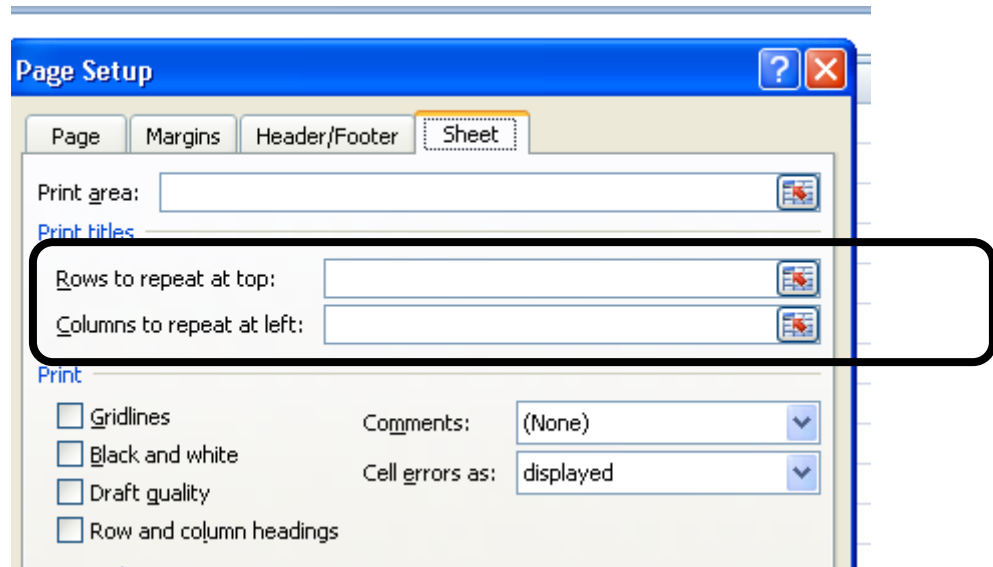 Page Setup
Page Margins Header/Footer Sheet
Print area:
Print titles
Rows to repeat at top:
Columns to repeat at left:
Print
Gridlines
Comments: (None)
Black and white
Cell errors as: displayed
Draft quality
Row and column headings